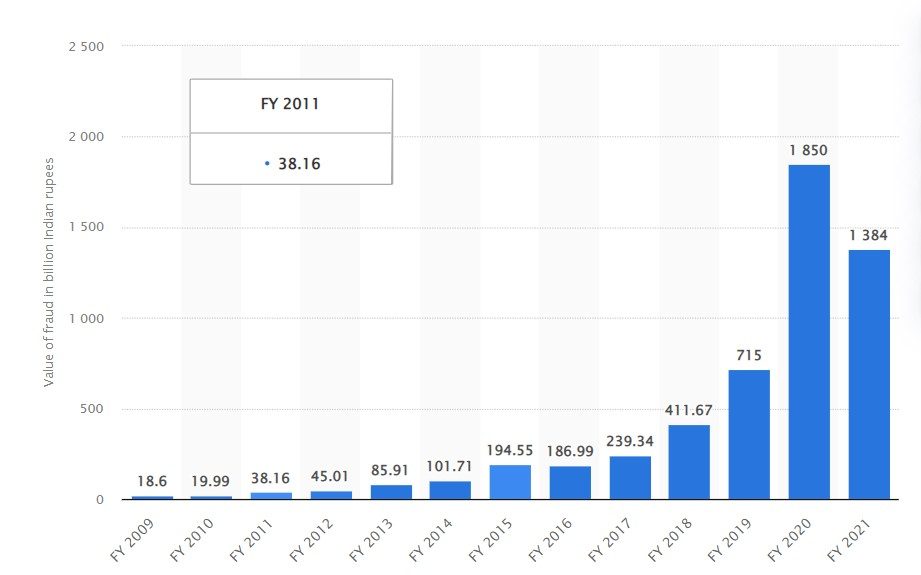 2 500
2 000
1 500
1 000
500
0
Value of fraud in billion Indian rupees
FY 2011
• 38.16
18.6
19.99
38.16
45.01
85.91
101.71
194.55
186.99
239.34
411.67
715
1 850
1 384
FY 2009
FY 2010
FY 2011
FY 2012
FY 2013
FY 2014
FY 2015
FY 2016
FY 2017
FY 2018
FY 2019
FY 2020
FY 2021